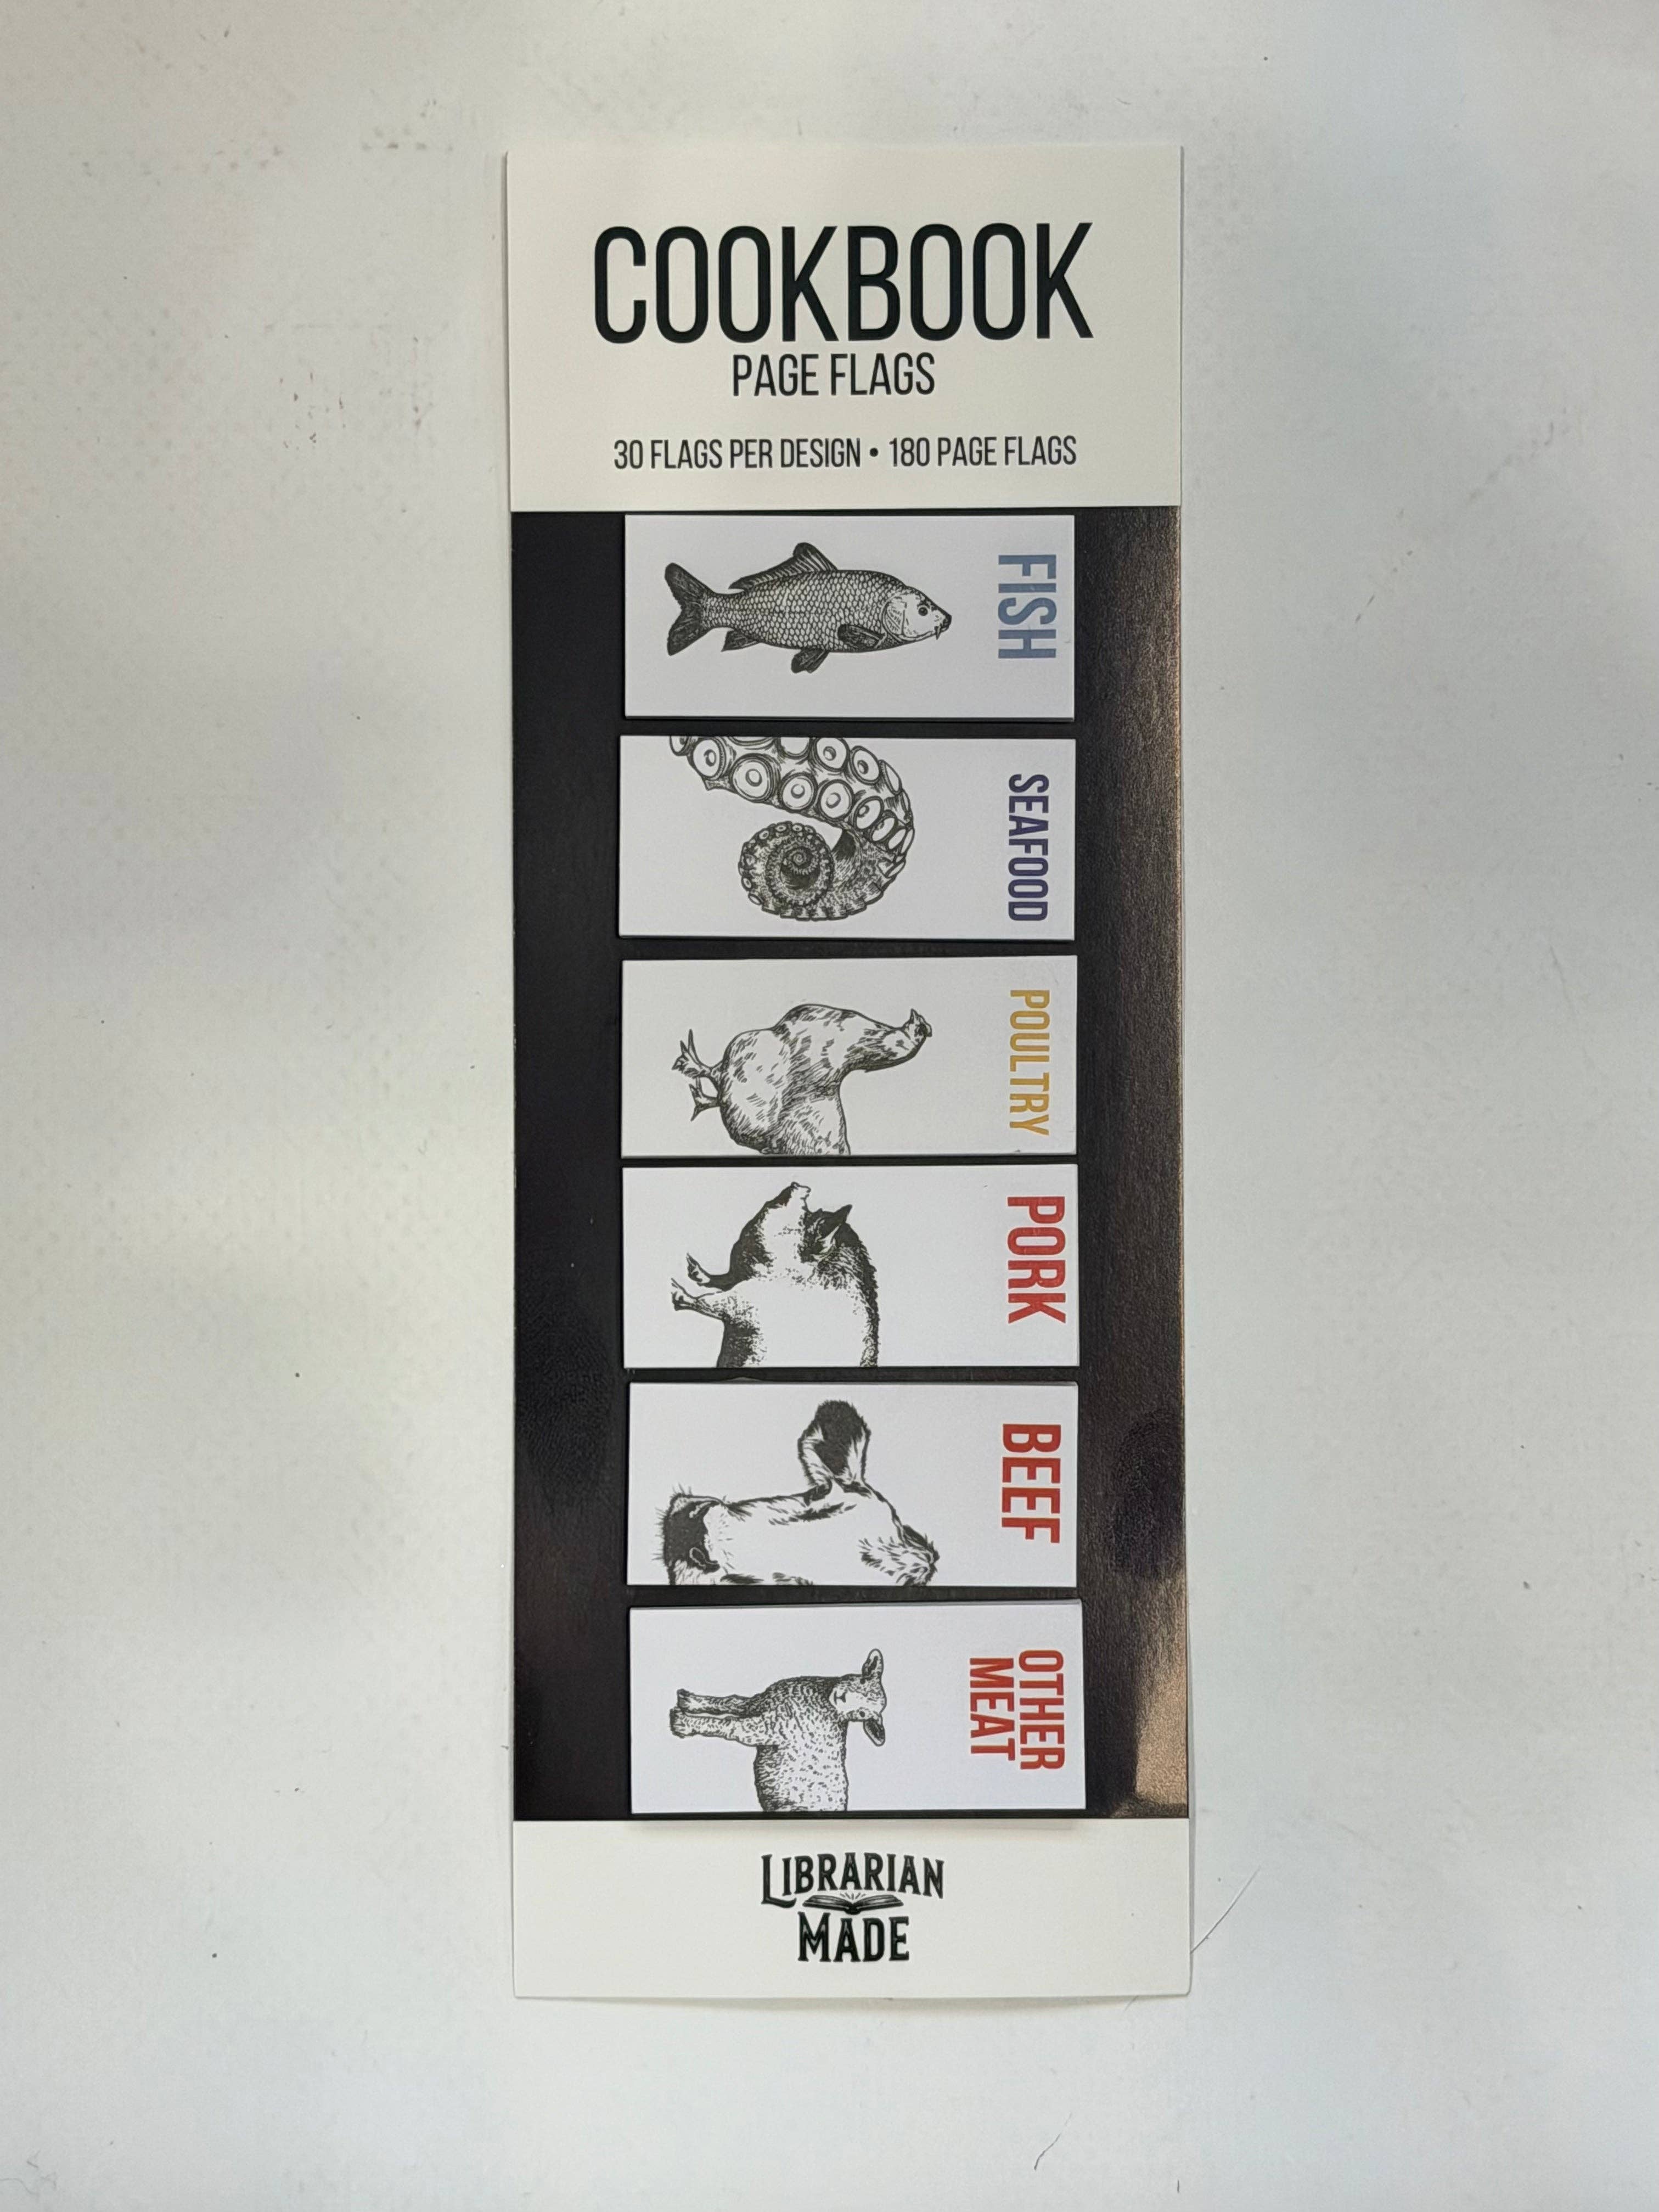 COOKBOOK
PAGE FLAGS
30 FLAGS PER DESIGN • 180 PAGE FLAGS
FISH
SEAFOOD
POULTRY
PORK
BEEF
OTHER
MEAT
LIBRARIAN
MADE